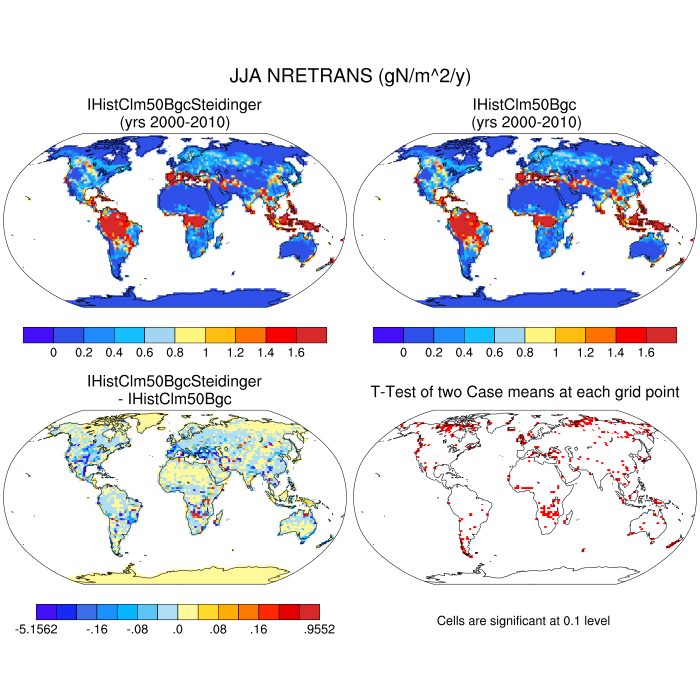 JJA NRETRANS (gN/m^2/y)
IHistClm50BgcSteidinger
(yrs 2000-2010)
IHistClm50Bgc
(yrs 2000-2010)
0 0.2 0.4 0.6 0.8 1 1.2 1.4 1.6
0 0.2 0.4 0.6 0.8 1 1.2 1.4 1.6
IHistClm50BgcSteidinger
- IHistClm50Bgc
T-Test of two Case means at each grid point
-5.1562 -.16 -.08 .0 .08 .16 .9552
Cells are significant at 0.1 level